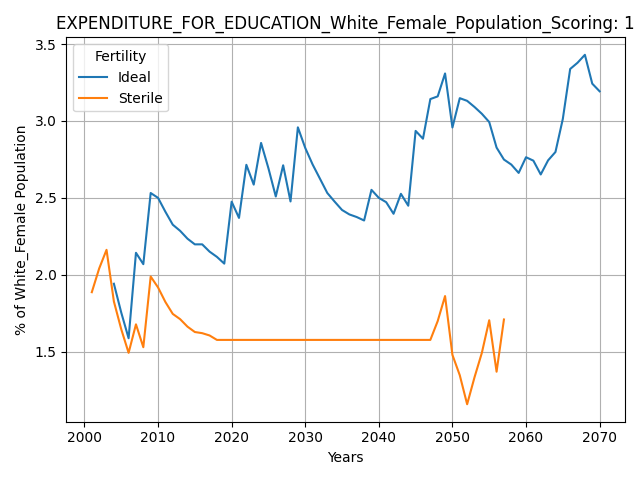 EXPENDITURE_FOR_EDUCATION_White_Female_Population_Scoring: 1
Fertility
Ideal
Sterile
% of White_Female Population
3.5
3.0
2.5
2.0
1.5
2000 2010 2020 2030 2040 2050 2060 2070
Years